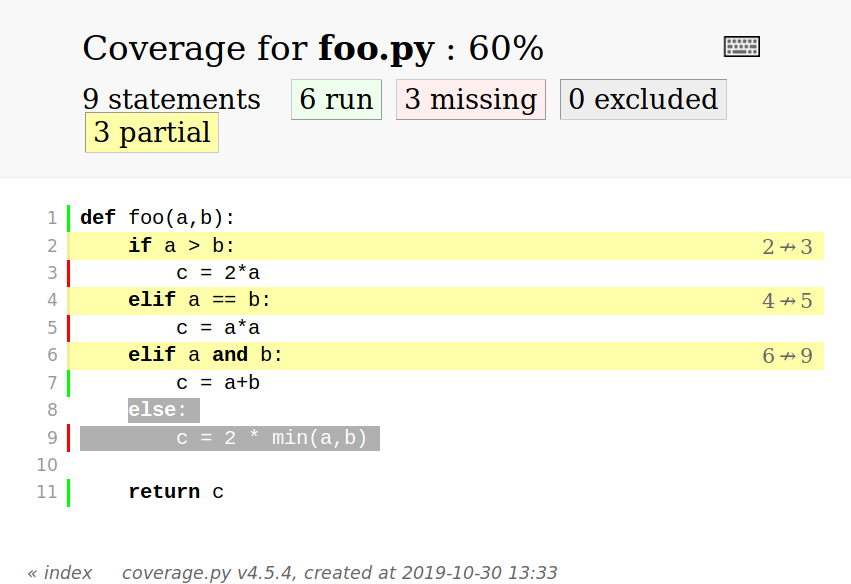 Coverage for foo.py : 60%
9 statements 6 run 3 missing 0 excluded
3 partial
1 def foo(a,b):
2 if a > b: 2 ↛ 3
3 c = 2*a
4 elif a == b: 4 ↛ 5
5 c = a*a
6 elif a and b: 6 ↛ 9
7 c = a+b
8 else:
9 c = 2 * min(a,b)
10
11 return c
« index coverage.py v4.5.4, created at 2019-10-30 13:33